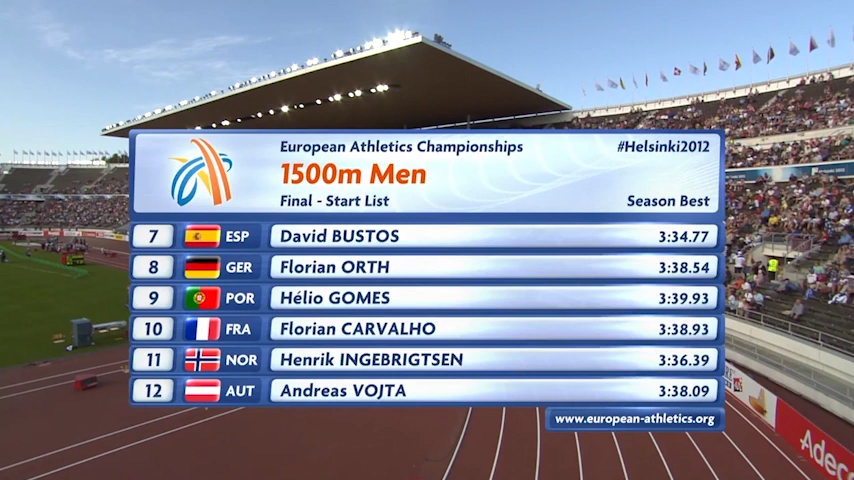 European Athletics Championships #Helsinki2012
1500m Men
Final - Start List Season Best
7 ESP David BUSTOS 3:34.77
8 GER Florian ORTH 3:38.54
9 POR Hélio GOMES 3:39.93
10 FRA Florian CARVALHO 3:38.93
11 NOR Henrik INGEBRIGTSEN 3:36.39
12 AUT Andreas VOJTA 3:38.09
www.european-athletics.org
Adecco